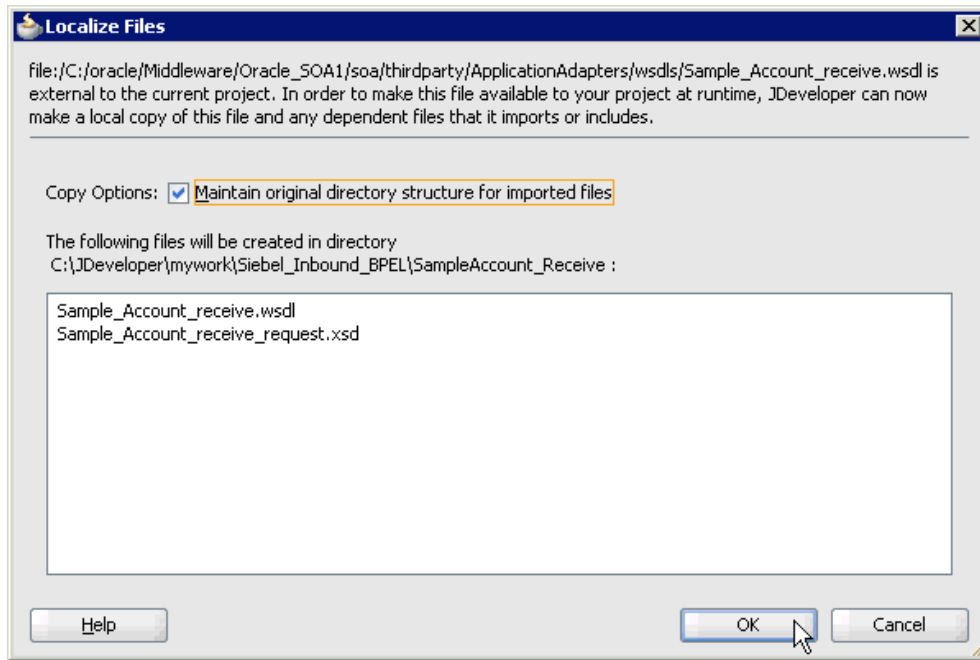 Localize Files
file:/C:/oracle/Middleware/Oracle_SOA1/soa/thirdparty/ApplicationAdapters/wsdls/Sample_Account_receive.wsdl is
external to the current project. In order to make this file available to your project at runtime, JDeveloper can now
make a local copy of this file and any dependent files that it imports or includes.
Copy Options: Maintain original directory structure for imported files
The following files will be created in directory
C:\JDeveloper\mywork\Siebel_Inbound_BPEL\SampleAccount_Receive :
Sample_Account_receive.wsdl
Sample_Account_receive_request.xsd
Help OK Cancel